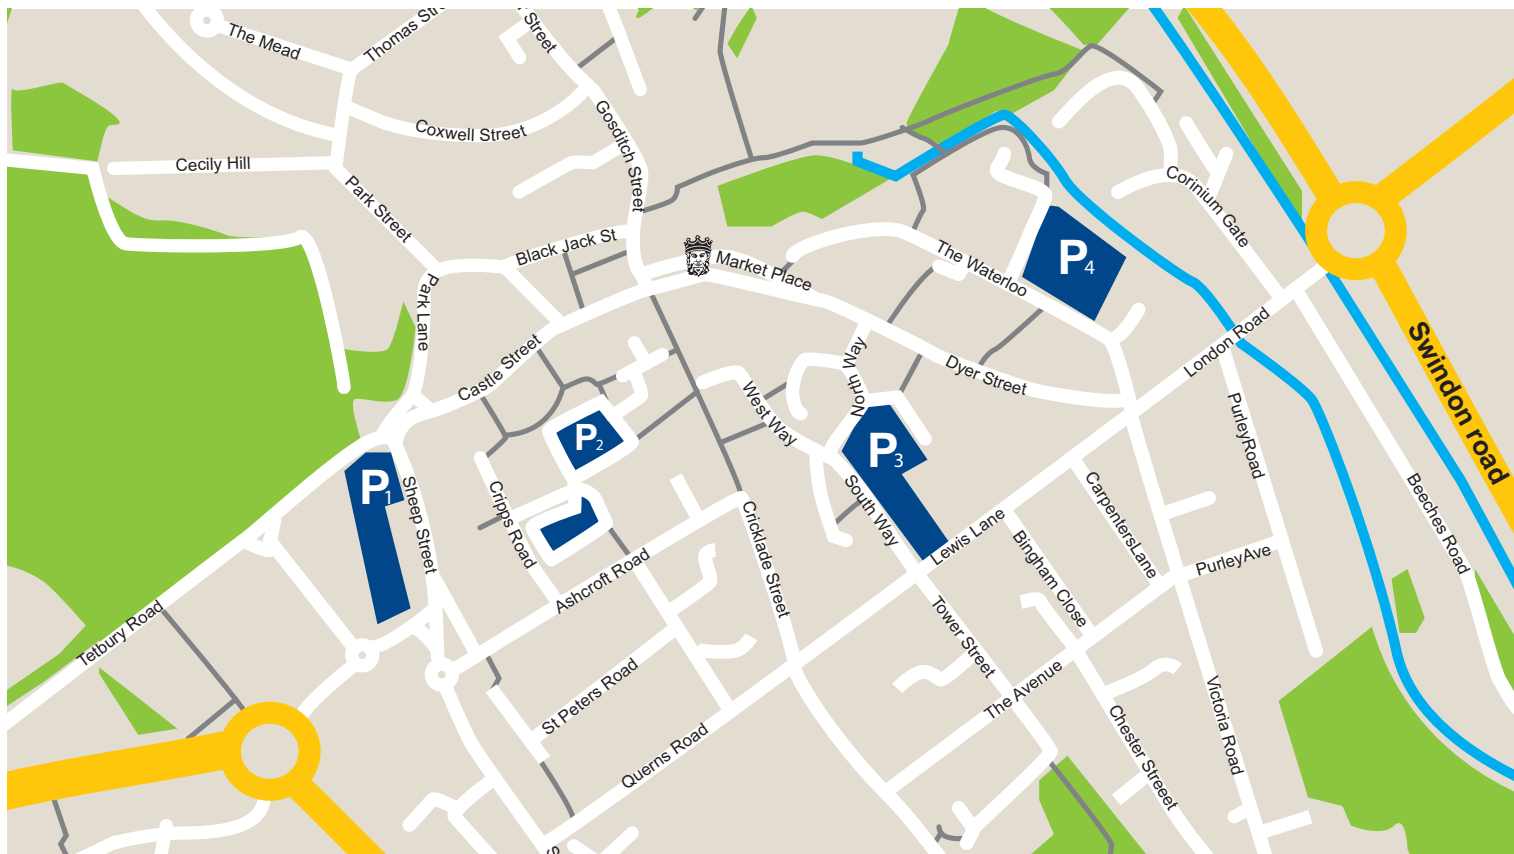 The Mead
Thomas Str
Street
Coxwell Street
Gosditch Street
Cecily Hill
Park Street
Black Jack St
Market Place
Park Lane
Castle Street
The Waterloo
Corinium Gate
P4
London Road
Swindon road
Dyer Street
North Way
West Way
P2
P3
P1
Sheep Street
Cripps Road
South Way
PurleyRoad
CarpentersLane
Beeches Road
Cricklade Street
Lewis Lane
Bingham Close
PurleyAve
Ashcroft Road
Tetbury Road
Tower Street
St Peters Road
The Avenue
Victoria Road
Querns Road
Chester Streeet
S